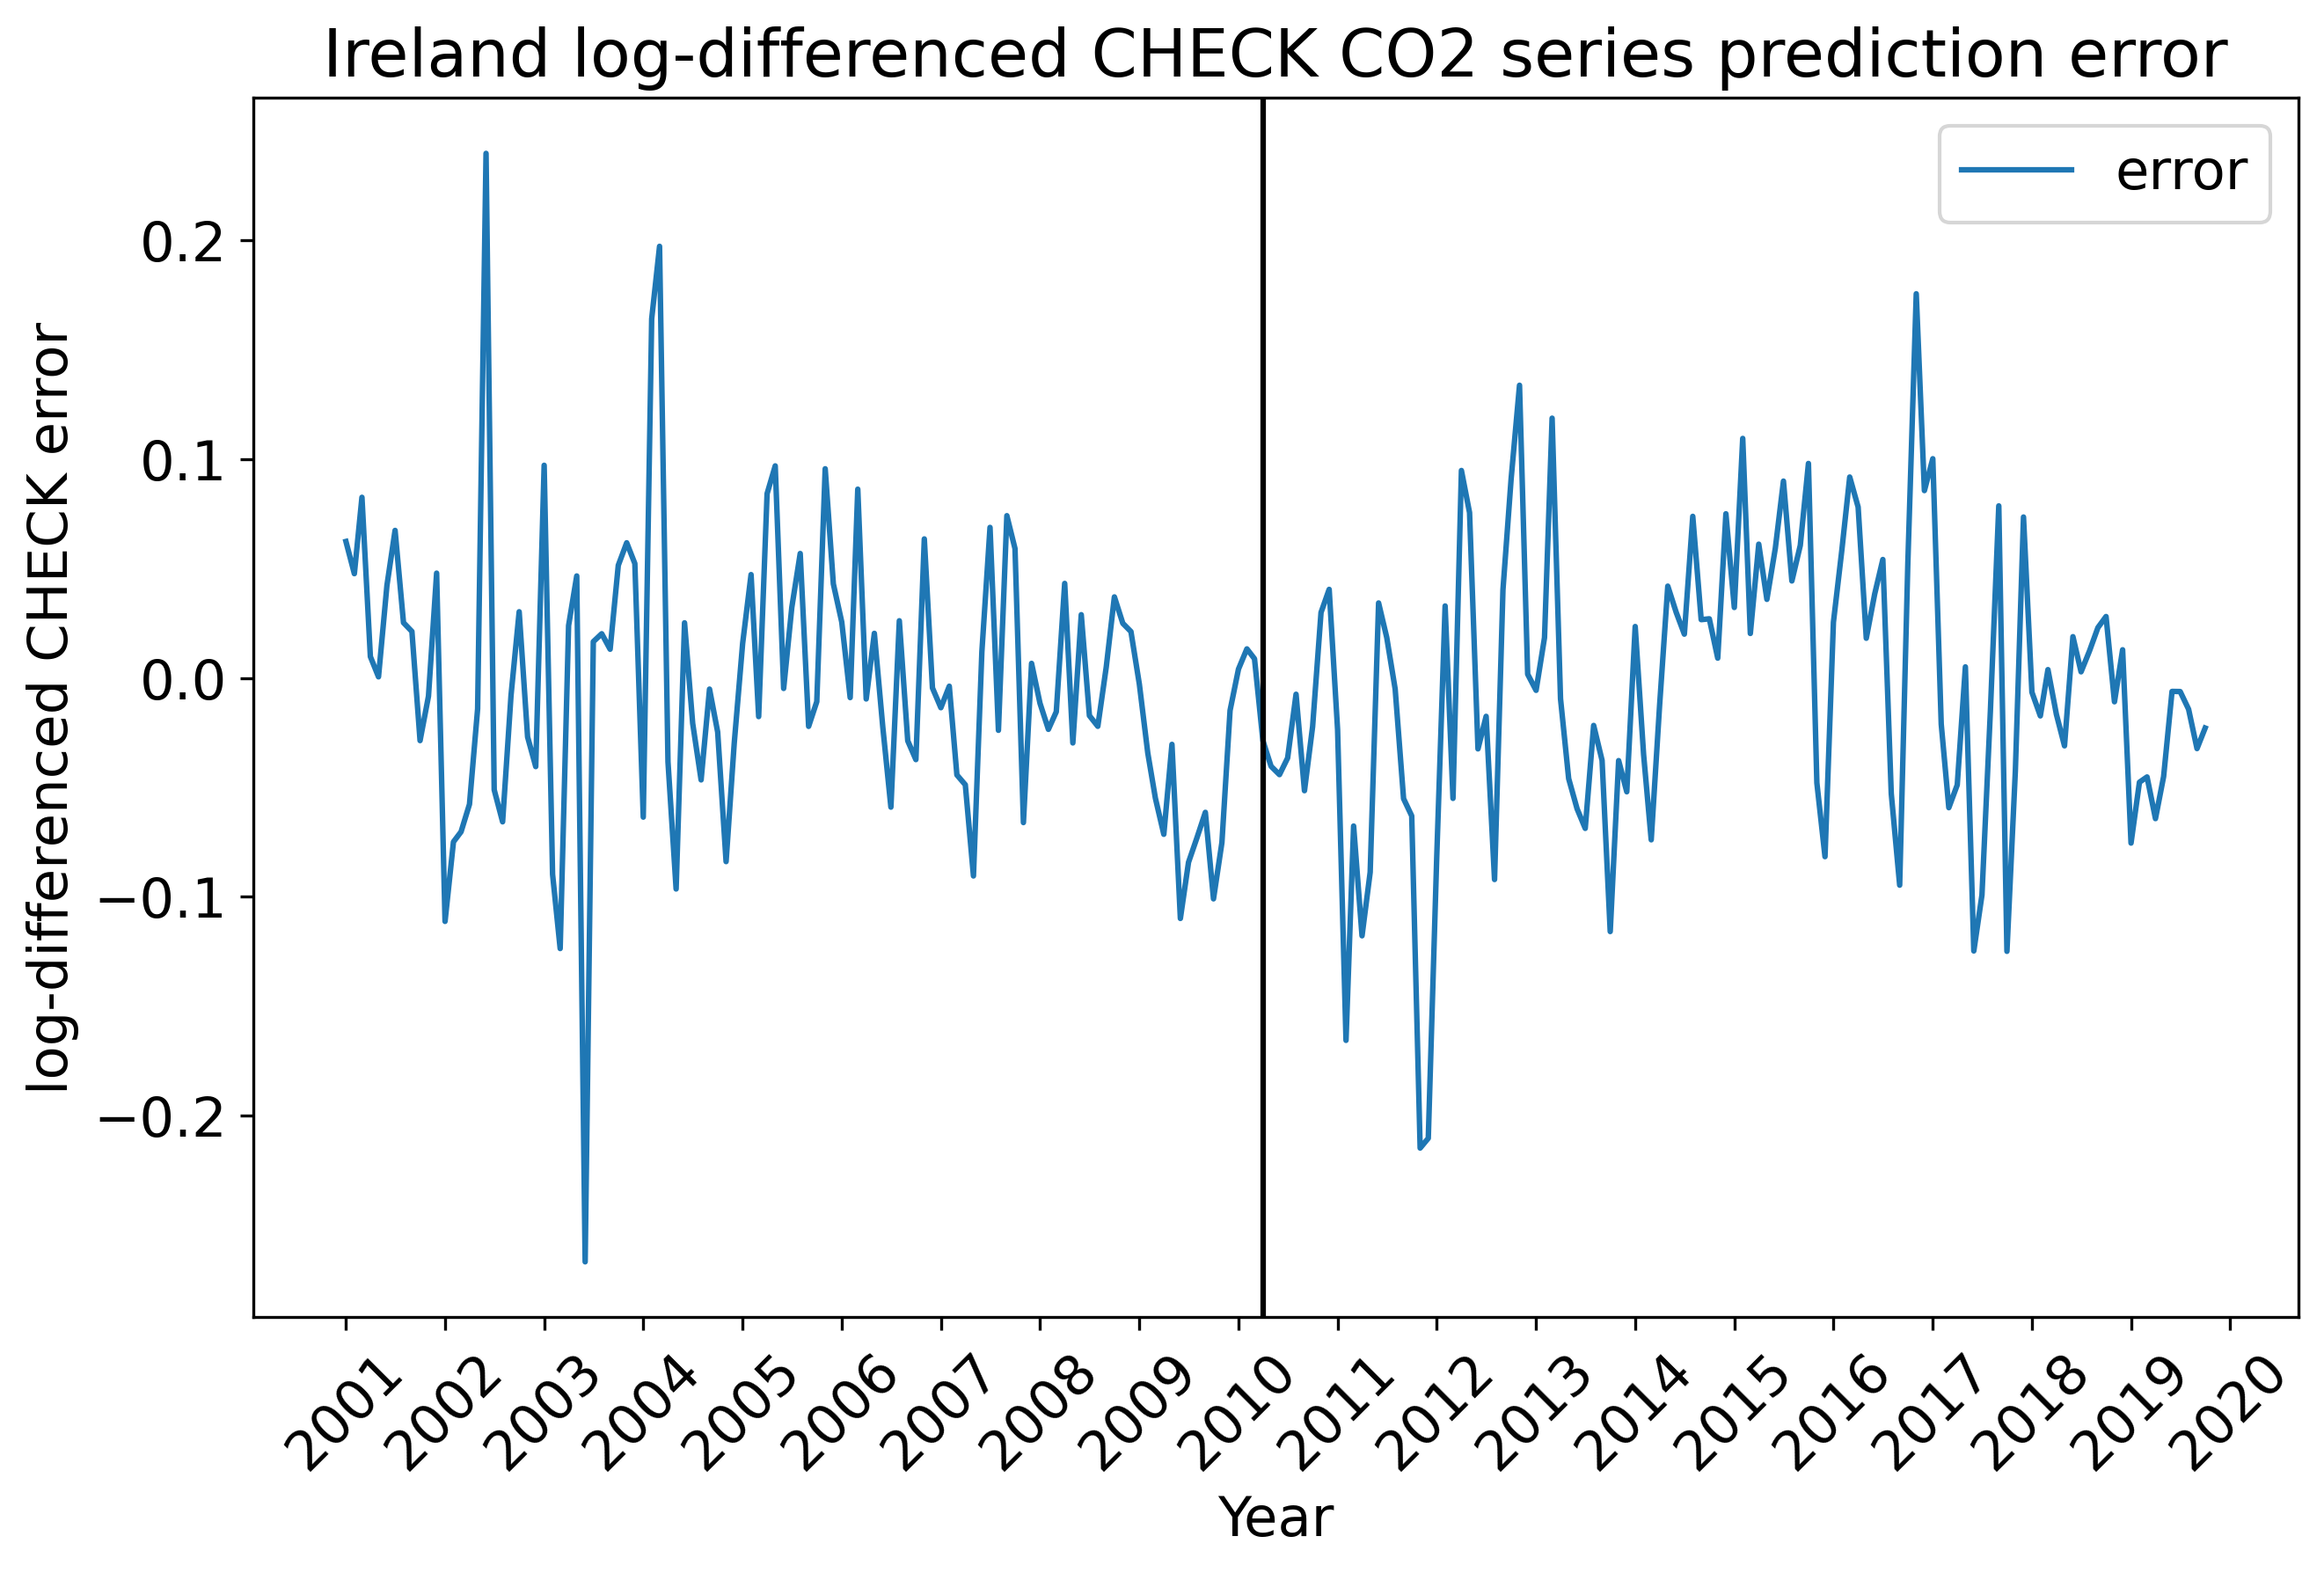 Ireland log-differenced CHECK CO2 series prediction error
error
log-differenced CHECK error
0.2
0.1
0.0
−0.1
−0.2
2001 2002 2003 2004 2005 2006 2007 2008 2009 2010 2011 2012 2013 2014 2015 2016 2017 2018 2019 2020
Year